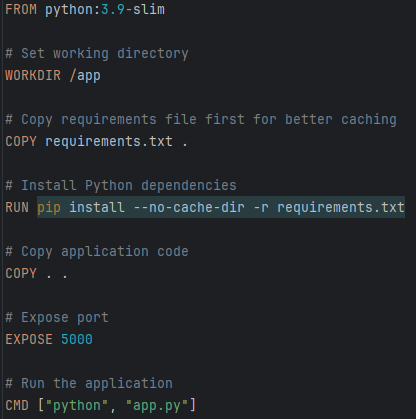 FROM python:3.9-slim
# Set working directory
WORKDIR /app
# Copy requirements file first for better caching
COPY requirements.txt .
# Install Python dependencies
RUN pip install --no-cache-dir -r requirements.txt
# Copy application code
COPY . .
# Expose port
EXPOSE 5000
# Run the application
CMD ["python", "app.py"]